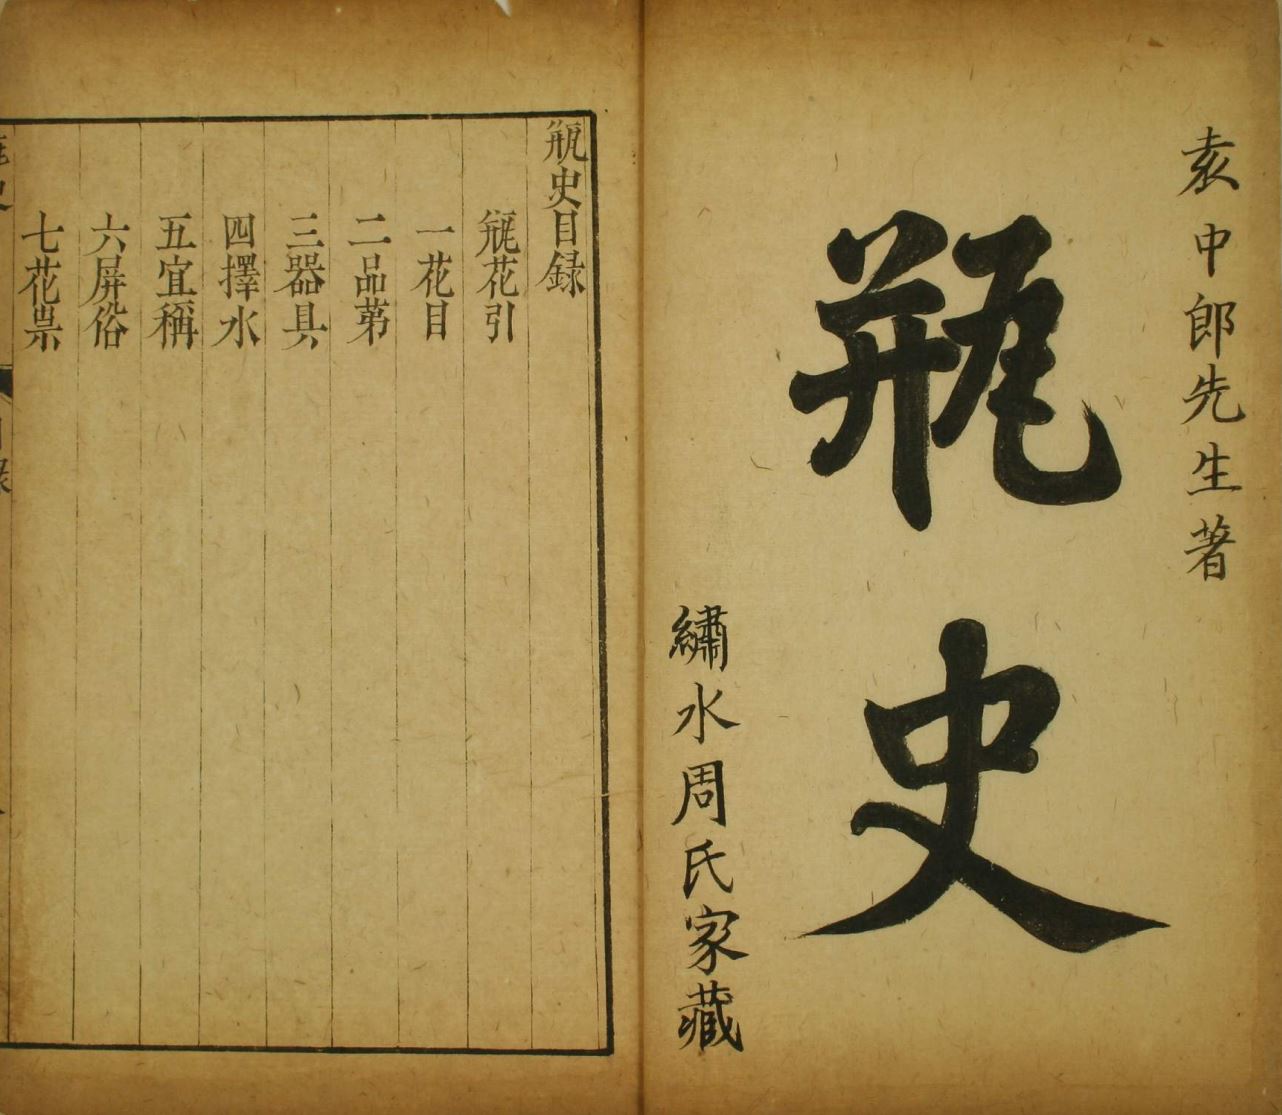 袁中郎先生著
瓶史
繡水周氏家藏
瓶史目録
瓶花引
一花目
二品第
三器具
四擇水
五宜稱
六屏俗
七花祟